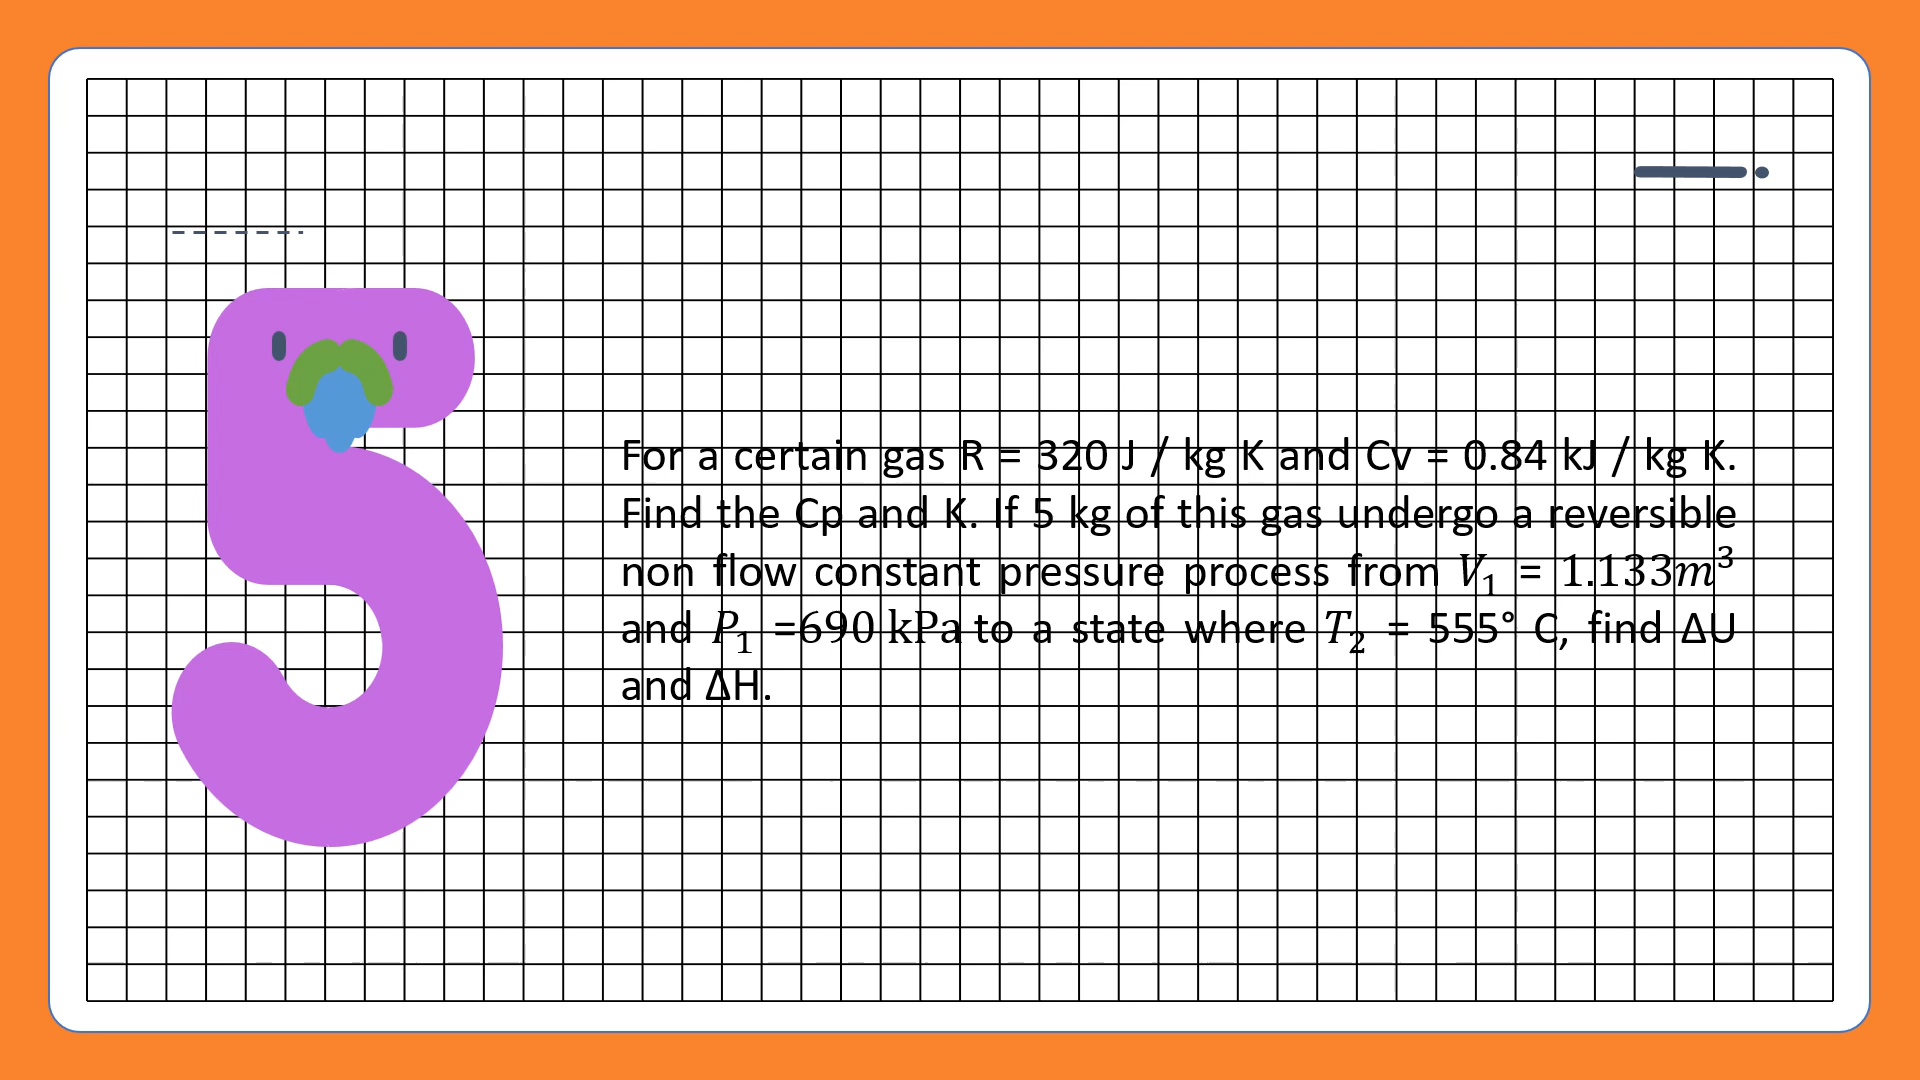 For a certain gas R = 320 J / kg K and Cv = 0.84 kJ / kg K.
Find the Cp and K. If 5 kg of this gas undergo a reversible
non flow constant pressure process from V₁ = 1.133m³
and P₁ =690 kPa to a state where T₂ = 555° C, find ΔU
and ΔH.